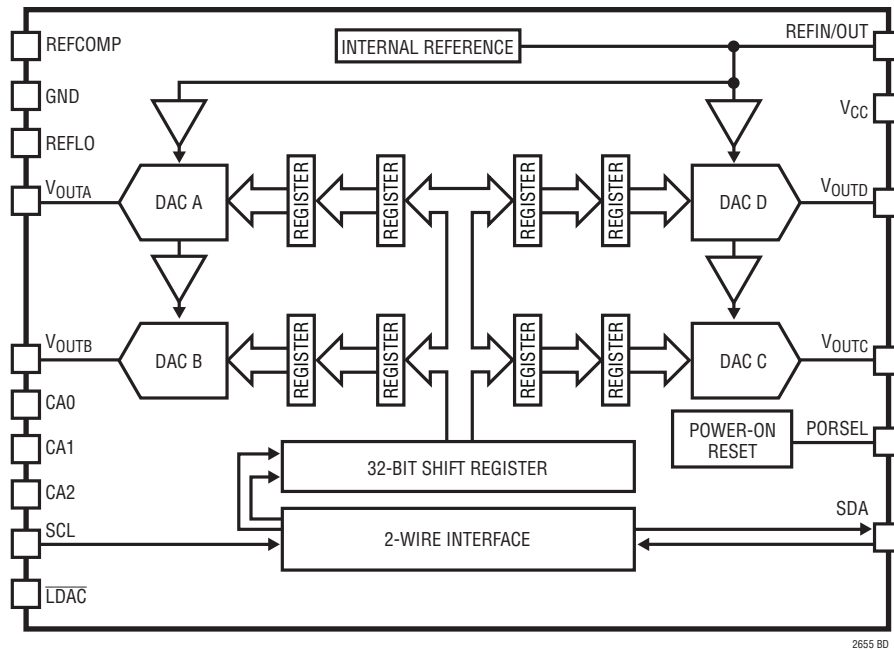 REFCOMP
INTERNAL REFERENCE
REFIN/OUT
GND
VCC
REFLO
VOUTA
DAC A
REGISTER
REGISTER
REGISTER
REGISTER
DAC D
VOUTD
VOUTB
DAC B
REGISTER
REGISTER
REGISTER
REGISTER
DAC C
VOUTC
CA0
CA1
CA2
POWER-ON
RESET
PORSEL
32-BIT SHIFT REGISTER
SCL
2-WIRE INTERFACE
SDA
LDAC
2655 BD